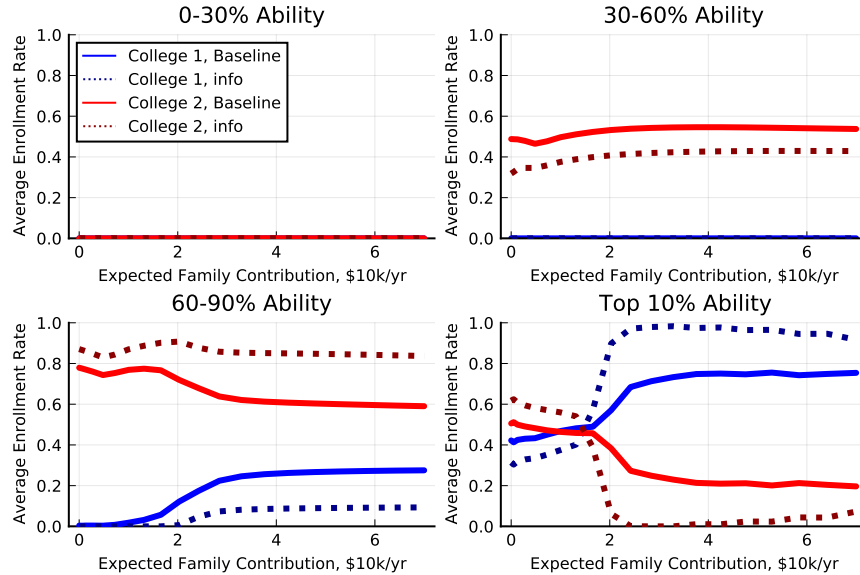 0-30% Ability
Average Enrollment Rate
1.0
0.8
0.6
0.4
0.2
0.0
0 2 4 6
Expected Family Contribution, $10k/yr
College 1, Baseline
College 1, info
College 2, Baseline
College 2, info
30-60% Ability
Average Enrollment Rate
1.0
0.8
0.6
0.4
0.2
0.0
0 2 4 6
Expected Family Contribution, $10k/yr
60-90% Ability
Average Enrollment Rate
1.0
0.8
0.6
0.4
0.2
0.0
0 2 4 6
Expected Family Contribution, $10k/yr
Top 10% Ability
Average Enrollment Rate
1.0
0.8
0.6
0.4
0.2
0.0
0 2 4 6
Expected Family Contribution, $10k/yr